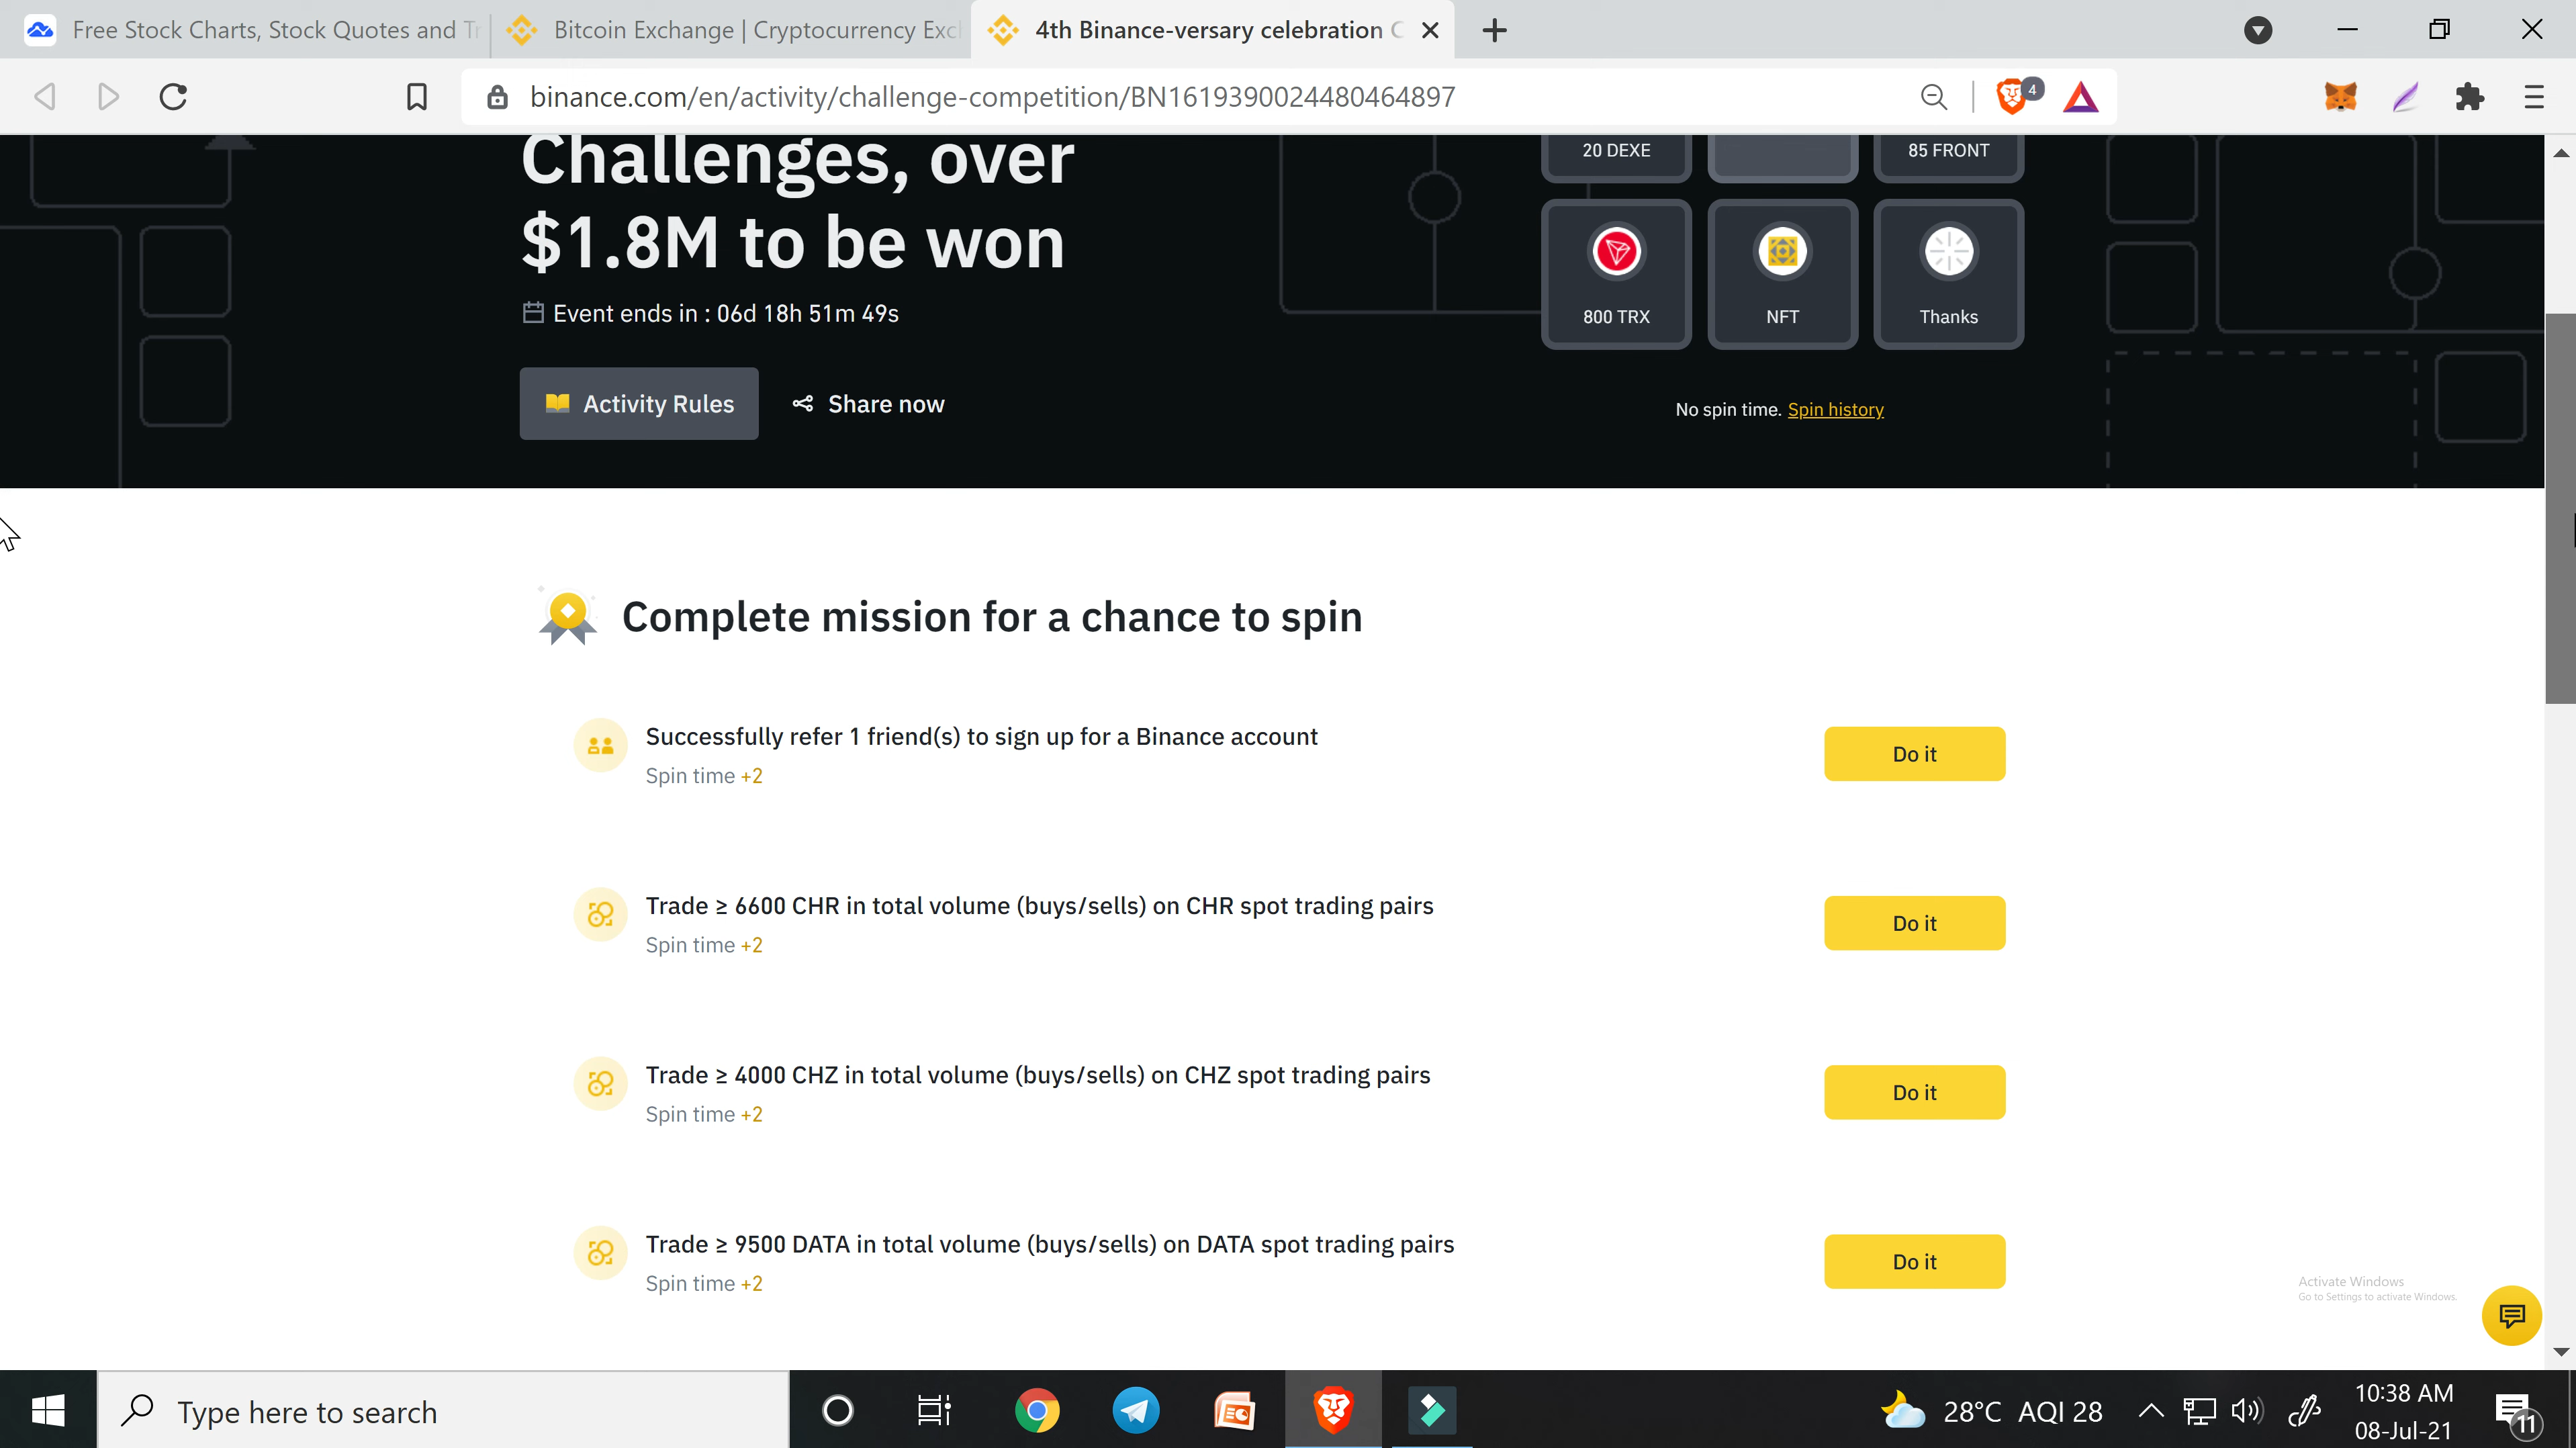 Free Stock Charts, Stock Quotes and Tr
Bitcoin Exchange | Cryptocurrency Excl
4th Binance-versary celebration C
binance.com/en/activity/challenge-competition/BN1619390024480464897
4
Challenges, over
$1.8M to be won
Event ends in : 06d 18h 51m 49s
Activity Rules
Share now
20 DEXE
85 FRONT
800 TRX
NFT
Thanks
No spin time. Spin history
Complete mission for a chance to spin
Successfully refer 1 friend(s) to sign up for a Binance account
Spin time +2
Do it
Trade ≥ 6600 CHR in total volume (buys/sells) on CHR spot trading pairs
Spin time +2
Do it
Trade ≥ 4000 CHZ in total volume (buys/sells) on CHZ spot trading pairs
Spin time +2
Do it
Trade ≥ 9500 DATA in total volume (buys/sells) on DATA spot trading pairs
Spin time +2
Do it
Activate Windows
Go to Settings to activate Windows.
Type here to search
28°C AQI 28
10:38 AM
08-Jul-21
11